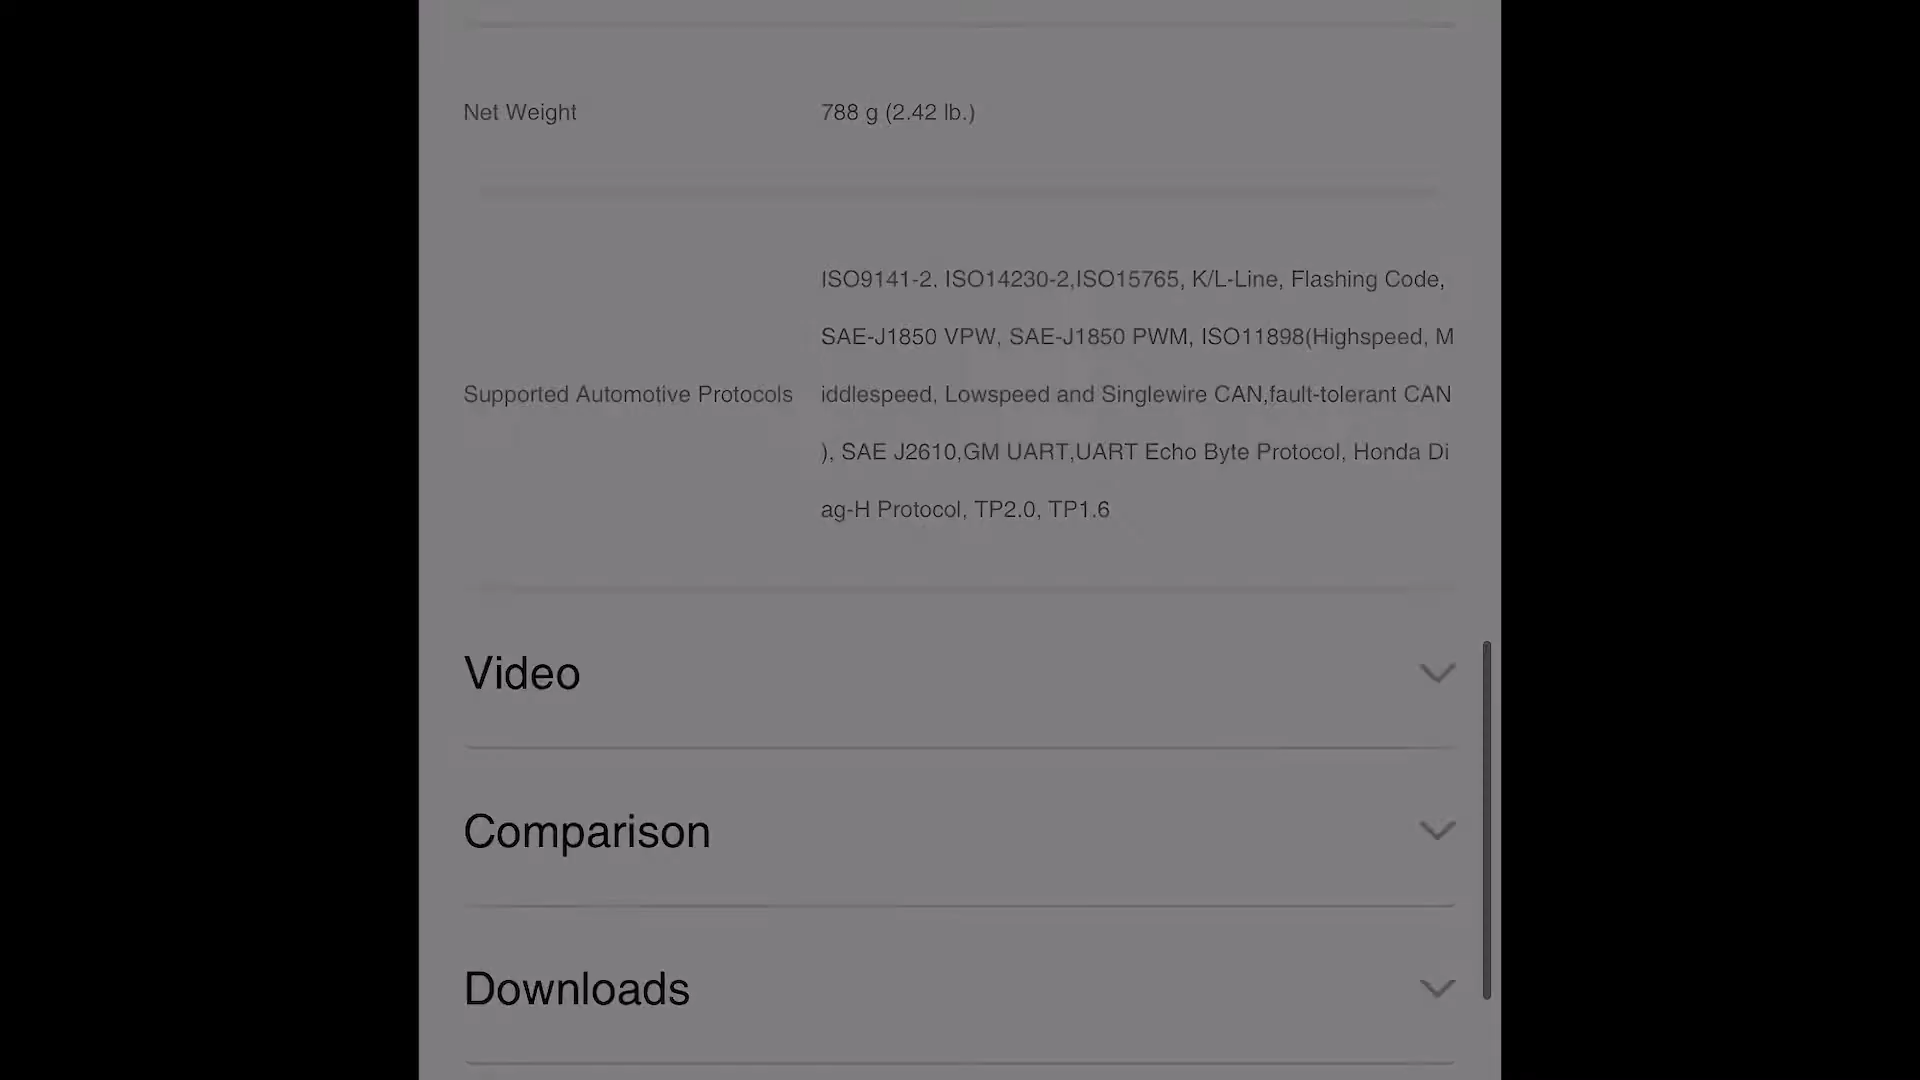 Net Weight
788 g (2.42 lb.)
Supported Automotive Protocols
ISO9141-2, ISO14230-2,ISO15765, K/L-Line, Flashing Code,
SAE-J1850 VPW, SAE-J1850 PWM, ISO11898(Highspeed, M
iddlespeed, Lowspeed and Singlewire CAN,fault-tolerant CAN
), SAE J2610,GM UART,UART Echo Byte Protocol, Honda Di
ag-H Protocol, TP2.0, TP1.6
Video
Comparison
Downloads